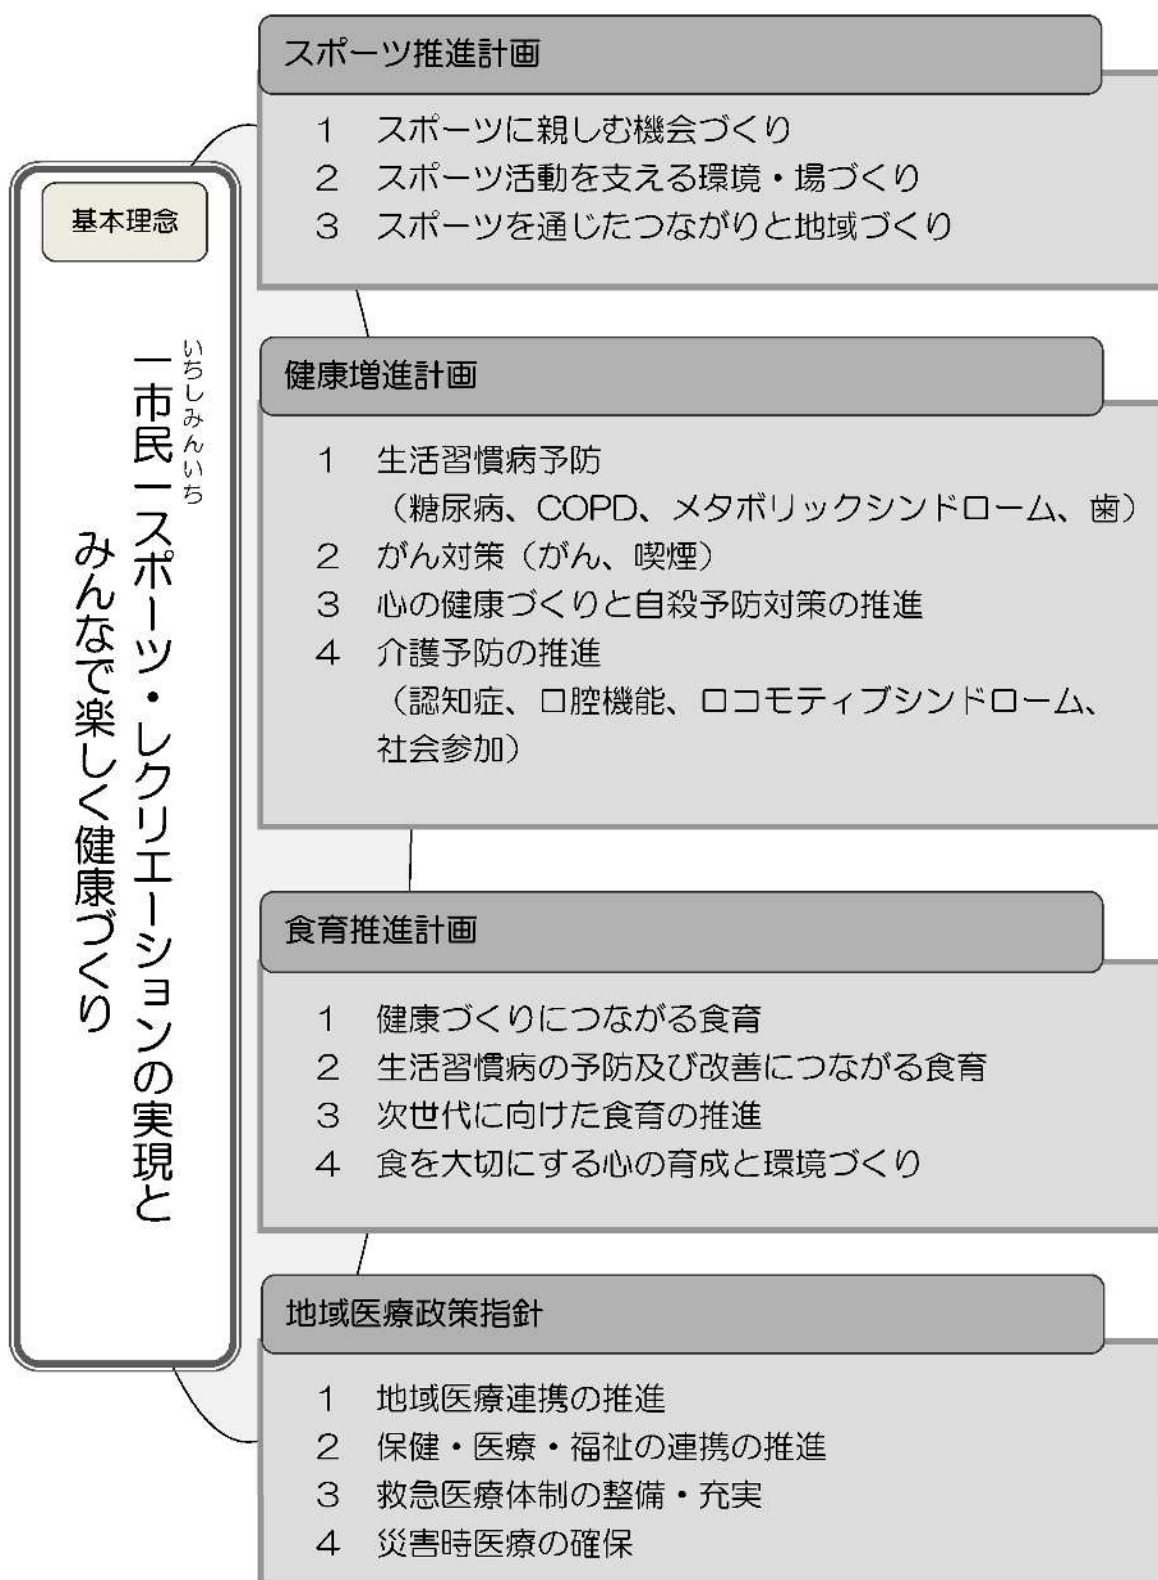 基本理念
いちしみんいち
一市民一スポーツ・レクリエーションの実現と
みんなで楽しく健康づくり
スポーツ推進計画
1 スポーツに親しむ機会づくり
2 スポーツ活動を支える環境・場づくり
3 スポーツを通じたつながりと地域づくり
健康増進計画
1 生活習慣病予防
（糖尿病、COPD、メタボリックシンドローム、歯）
2 がん対策（がん、喫煙）
3 心の健康づくりと自殺予防対策の推進
4 介護予防の推進
（認知症、口腔機能、ロコモティブシンドローム、
社会参加）
食育推進計画
1 健康づくりにつながる食育
2 生活習慣病の予防及び改善につながる食育
3 次世代に向けた食育の推進
4 食を大切にする心の育成と環境づくり
地域医療政策指針
1 地域医療連携の推進
2 保健・医療・福祉の連携の推進
3 救急医療体制の整備・充実
4 災害時医療の確保